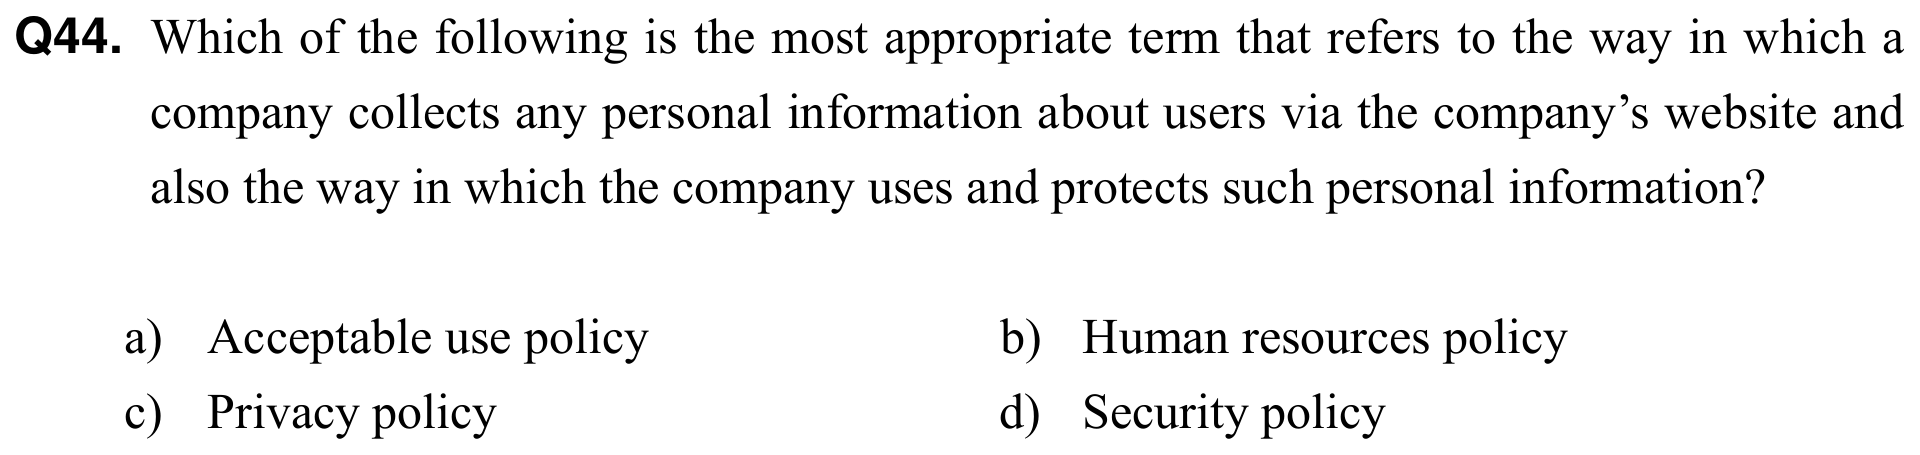 Q44. Which of the following is the most appropriate term that refers to the way in which a
company collects any personal information about users via the company’s website and
also the way in which the company uses and protects such personal information?
a) Acceptable use policy b) Human resources policy
c) Privacy policy d) Security policy